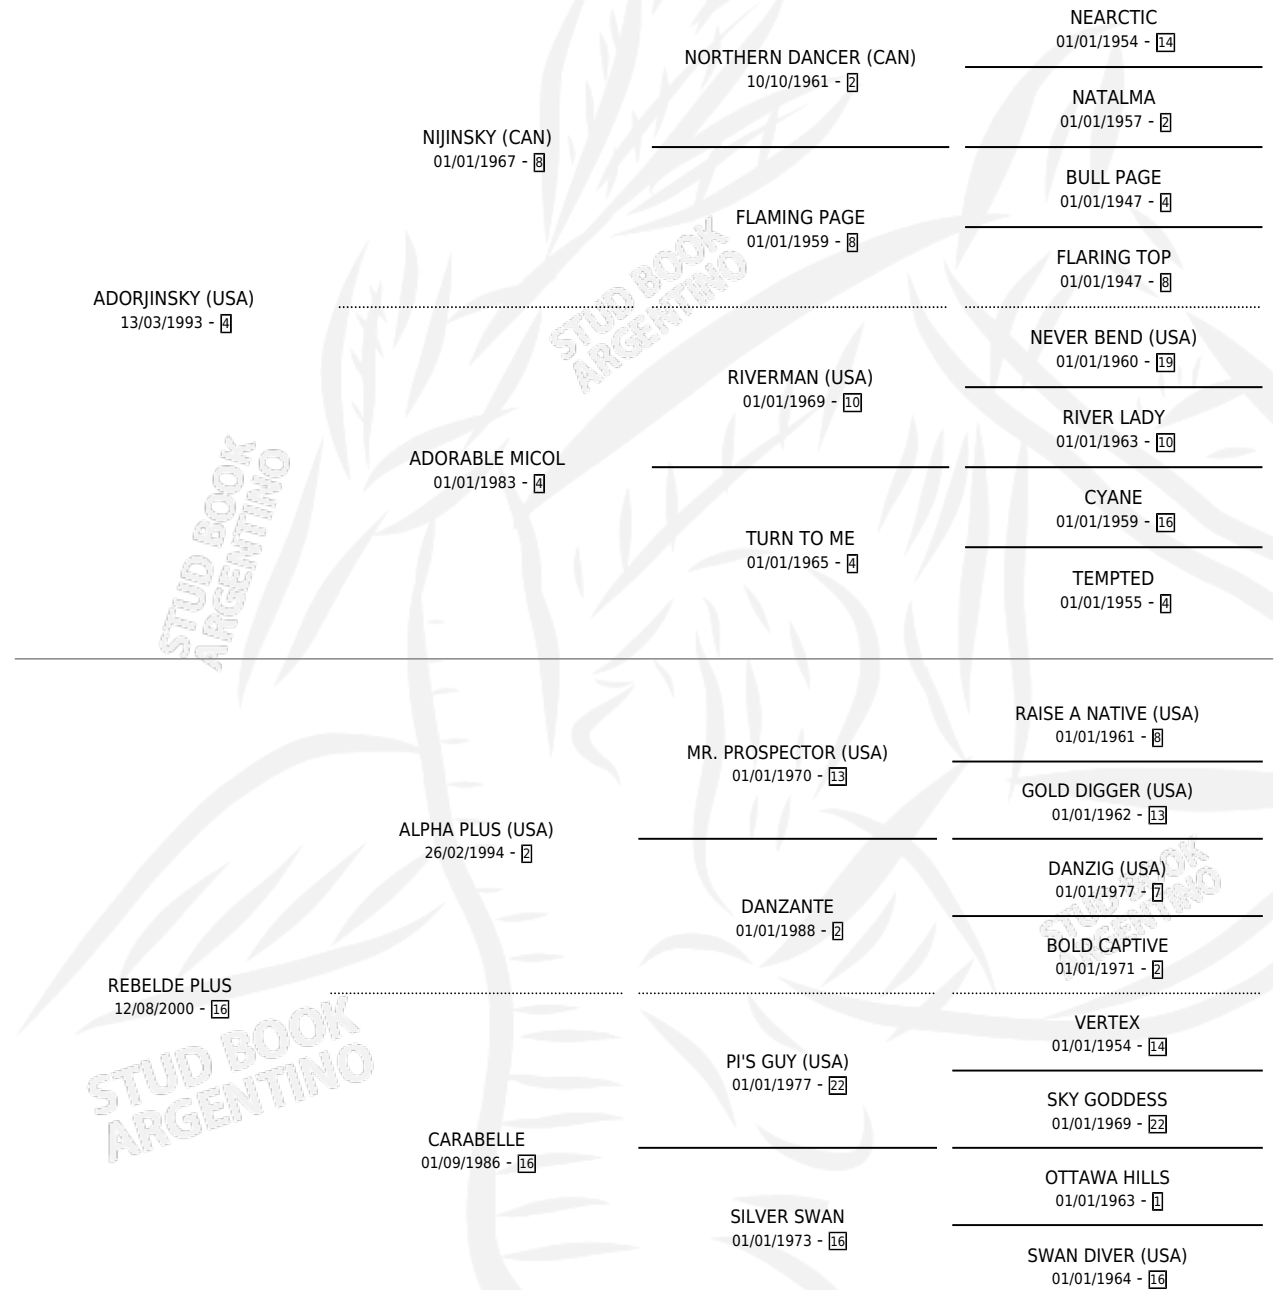 NEARCTIC
01/01/1954 - 14
NORTHERN DANCER (CAN)
10/10/1961 - 2
NATALMA
01/01/1957 - 2
NIJINSKY (CAN)
01/01/1967 - 8
BULL PAGE
01/01/1947 - 4
FLAMING PAGE
01/01/1959 - 8
FLARING TOP
01/01/1947 - 8
ADORJINSKY (USA)
13/03/1993 - 4
STUD BOOK
ARGENTINO
NEVER BEND (USA)
01/01/1960 - 19
RIVERMAN (USA)
01/01/1969 - 10
RIVER LADY
01/01/1963 - 10
ADORABLE MICOL
01/01/1983 - 4
CYANE
01/01/1959 - 16
TURN TO ME
01/01/1965 - 4
TEMPTED
01/01/1955 - 4
STUD BOOK
ARGENTINO
RAISE A NATIVE (USA)
01/01/1961 - 8
MR. PROSPECTOR (USA)
01/01/1970 - 13
GOLD DIGGER (USA)
01/01/1962 - 13
ALPHA PLUS (USA)
26/02/1994 - 2
DANZIG (USA)
01/01/1977 - 7
DANZANTE
01/01/1988 - 2
BOLD CAPTIVE
01/01/1971 - 2
STUD BOOK
ARGENTINO
REBELDE PLUS
12/08/2000 - 16
STUD BOOK
ARGENTINO
VERTEX
01/01/1954 - 14
PI'S GUY (USA)
01/01/1977 - 22
SKY GODDESS
01/01/1969 - 22
CARABELLE
01/09/1986 - 16
OTTAWA HILLS
01/01/1963 - 1
SILVER SWAN
01/01/1973 - 16
SWAN DIVER (USA)
01/01/1964 - 16